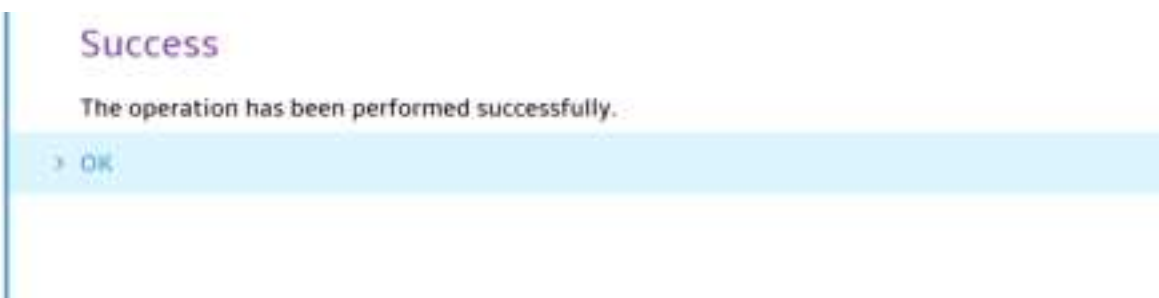 Success
The operation has been performed successfully.
> OK